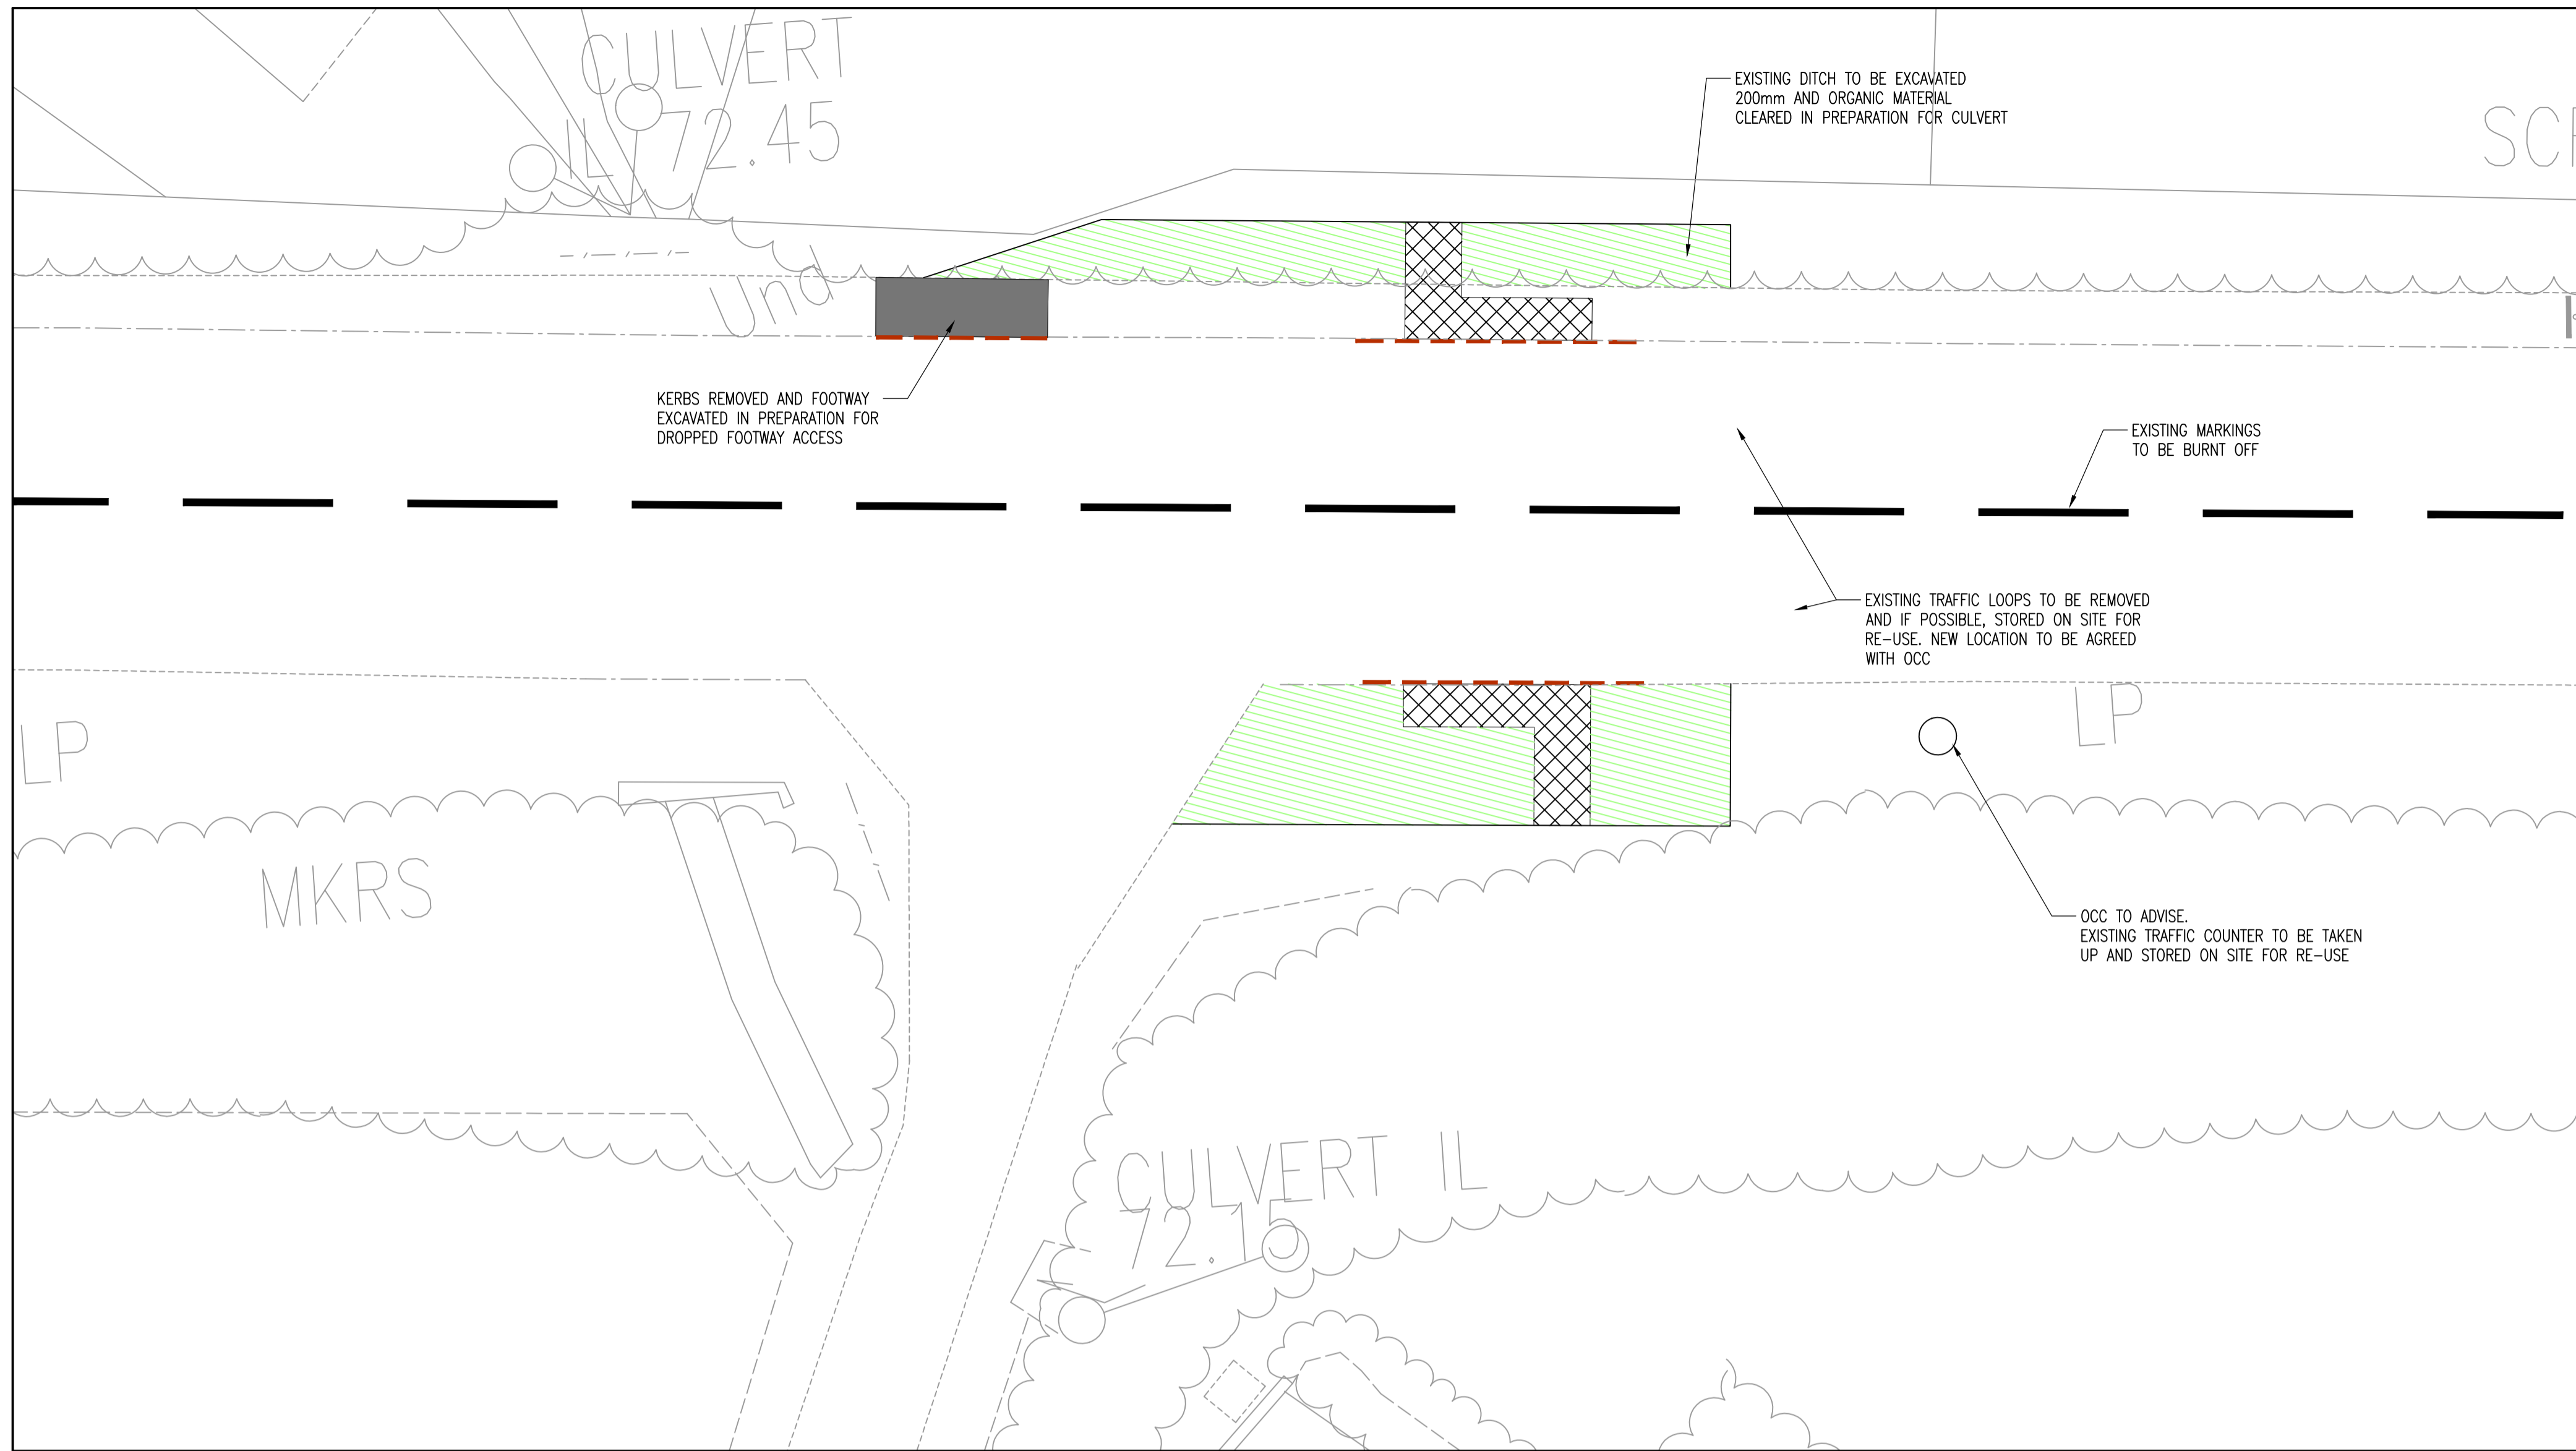 CULVERT
IL 72.45
EXISTING DITCH TO BE EXCAVATED
200mm AND ORGANIC MATERIAL
CLEARED IN PREPARATION FOR CULVERT
Und
KERBS REMOVED AND FOOTWAY
EXCAVATED IN PREPARATION FOR
DROPPED FOOTWAY ACCESS
EXISTING MARKINGS
TO BE BURNT OFF
EXISTING TRAFFIC LOOPS TO BE REMOVED
AND IF POSSIBLE, STORED ON SITE FOR
RE-USE. NEW LOCATION TO BE AGREED
WITH OCC
LP
LP
MKRS
OCC TO ADVISE.
EXISTING TRAFFIC COUNTER TO BE TAKEN
UP AND STORED ON SITE FOR RE-USE
CULVERT IL
72.15